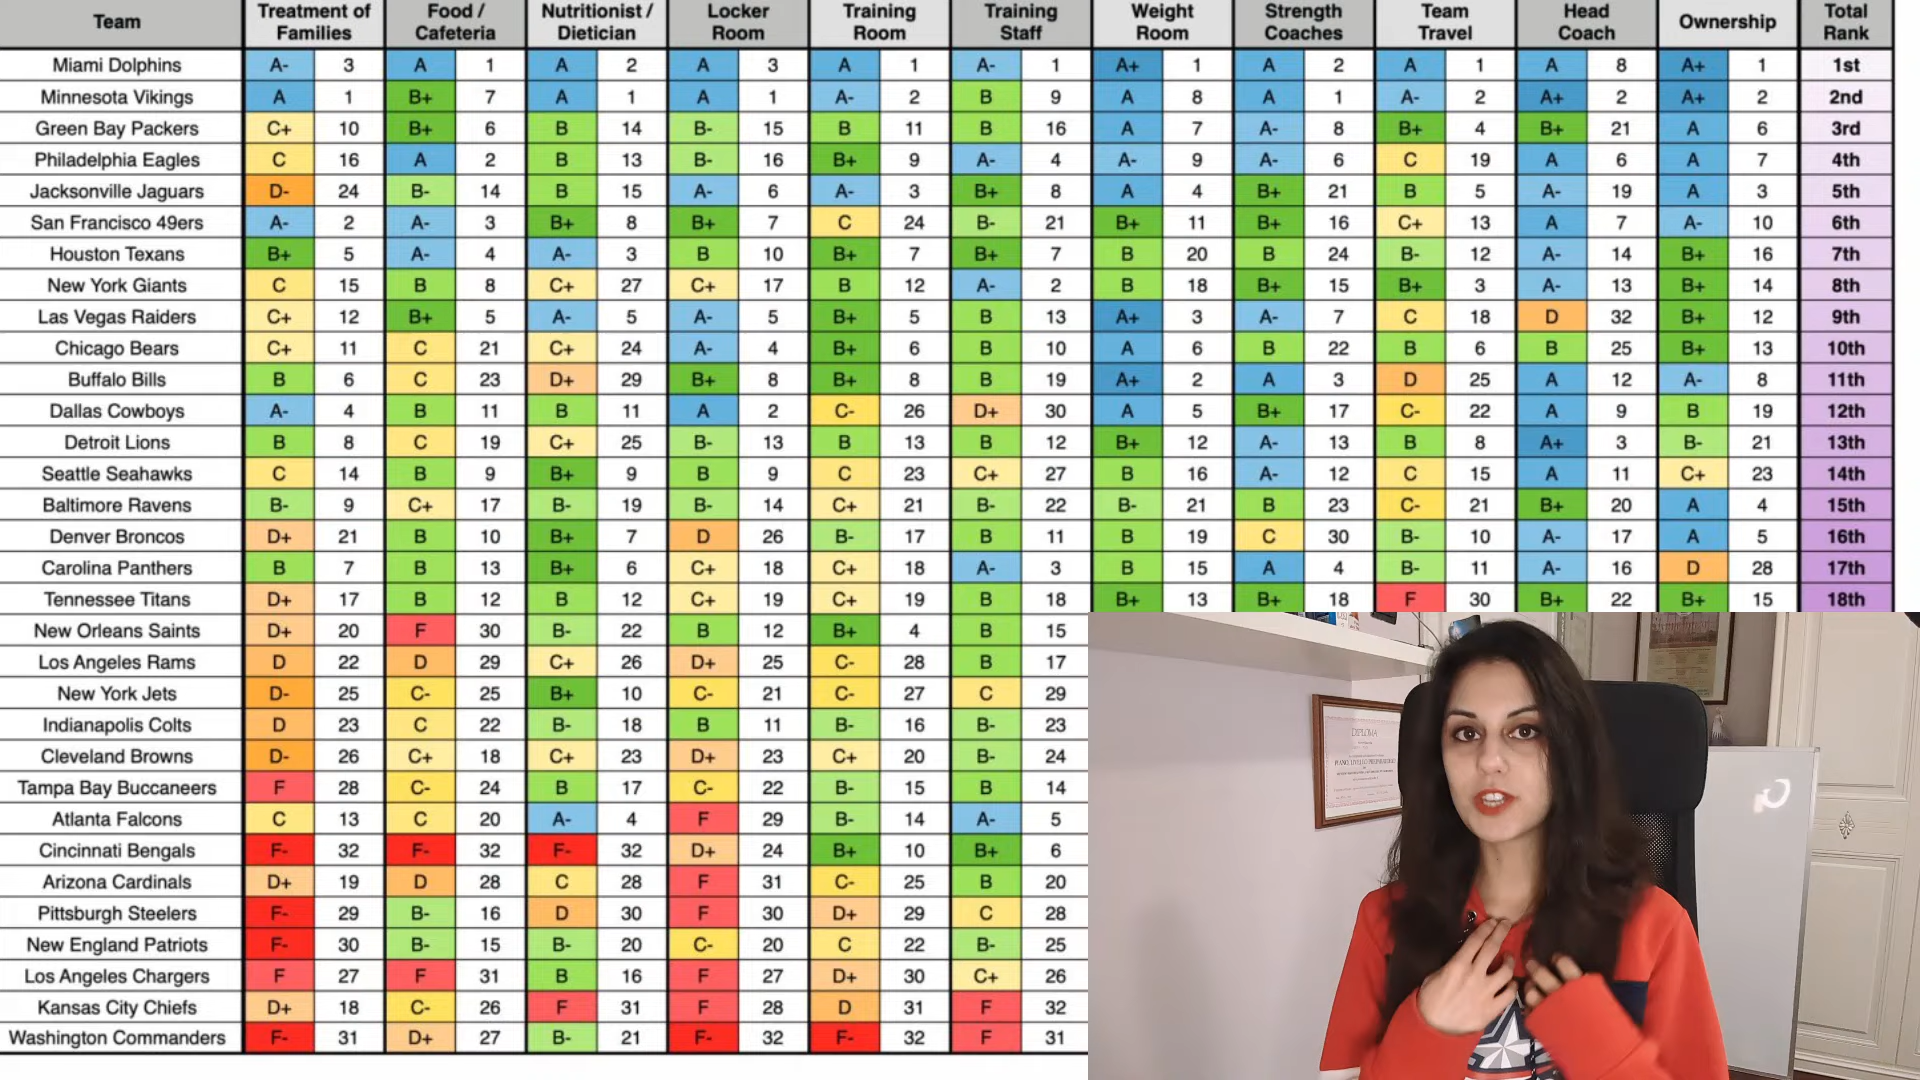 Team Treatment of Families Food / Cafeteria Nutritionist / Dietician Locker Room Training Room Training Staff Weight Room Strength Coaches Team Travel Head Coach Ownership Total Rank
Miami Dolphins A- 3 A 1 A 2 A 3 A 1 A- 1 A+ 1 A 2 A 1 A 8 A+ 1 1st
Minnesota Vikings A 1 B+ 7 A 1 A 1 A- 2 B 9 A 8 A 1 A- 2 A+ 2 A+ 2 2nd
Green Bay Packers C+ 10 B+ 6 B 14 B- 15 B 11 B 16 A 7 A- 8 B+ 4 B+ 21 A 6 3rd
Philadelphia Eagles C 16 A 2 B 13 B- 16 B+ 9 A- 4 A- 9 A- 6 C 19 A 6 A 7 4th
Jacksonville Jaguars D- 24 B- 14 B 15 A- 6 A- 3 B+ 8 A 4 B+ 21 B 5 A- 19 A 3 5th
San Francisco 49ers A- 2 A- 3 B+ 8 B+ 7 C 24 B- 21 B+ 11 B+ 16 C+ 13 A 7 A- 10 6th
Houston Texans B+ 5 A- 4 A- 3 B 10 B+ 7 B+ 7 B 20 B 24 B- 12 A- 14 B+ 16 7th
New York Giants C 15 B 8 C+ 27 C+ 17 B 12 A- 2 B 18 B+ 15 B+ 3 A- 13 B+ 14 8th
Las Vegas Raiders C+ 12 B+ 5 A- 5 A- 5 B+ 5 B 13 A+ 3 A- 7 C 18 D 32 B+ 12 9th
Chicago Bears C+ 11 C 21 C+ 24 A- 4 B+ 6 B 10 A 6 B 22 B 6 B 25 B+ 13 10th
Buffalo Bills B 6 C 23 D+ 29 B+ 8 B+ 8 B 19 A+ 2 A 3 D 25 A 12 A- 8 11th
Dallas Cowboys A- 4 B 11 B 11 A 2 C- 26 D+ 30 A 5 B+ 17 C- 22 A 9 B 19 12th
Detroit Lions B 8 C 19 C+ 25 B- 13 B 13 B 12 B+ 12 A- 13 B 8 A+ 3 B- 21 13th
Seattle Seahawks C 14 B 9 B+ 9 B 9 C 23 C+ 27 B 16 A- 12 C 15 A 11 C+ 23 14th
Baltimore Ravens B- 9 C+ 17 B- 19 B- 14 C+ 21 B- 22 B- 21 B 23 C- 21 B+ 20 A 4 15th
Denver Broncos D+ 21 B 10 B+ 7 D 26 B- 17 B 11 B 19 C 30 B- 10 A- 17 A 5 16th
Carolina Panthers B 7 B 13 B+ 6 C+ 18 C+ 18 A- 3 B 15 A 4 B- 11 A- 16 D 28 17th
Tennessee Titans D+ 17 B 12 B 12 C+ 19 C+ 19 B 18 B+ 13 B+ 18 F 30 B+ 22 B+ 15 18th
New Orleans Saints D+ 20 F 30 B- 22 B 12 B+ 4 B 15
Los Angeles Rams D 22 D 29 C+ 26 D+ 25 C- 28 B 17
New York Jets D- 25 C- 25 B+ 10 C- 21 C- 27 C 29
Indianapolis Colts D 23 C 22 B- 18 B 11 B- 16 B- 23
Cleveland Browns D- 26 C+ 18 C+ 23 D+ 23 C+ 20 B- 24
Tampa Bay Buccaneers F 28 C- 24 B 17 C- 22 B- 15 B 14
Atlanta Falcons C 13 C 20 A- 4 F 29 B- 14 A- 5
Cincinnati Bengals F- 32 F- 32 F- 32 D+ 24 B+ 10 B+ 6
Arizona Cardinals D+ 19 D 28 C 28 F 31 C- 25 B 20
Pittsburgh Steelers F- 29 B- 16 D 30 F 30 D+ 29 C 28
New England Patriots F- 30 B- 15 B- 20 C- 20 C 22 B- 25
Los Angeles Chargers F 27 F 31 B 16 F 27 D+ 30 C+ 26
Kansas City Chiefs D+ 18 C- 26 F 31 F 28 D 31 F 32
Washington Commanders F- 31 D+ 27 B- 21 F- 32 F- 32 F 31
DIPLOMA